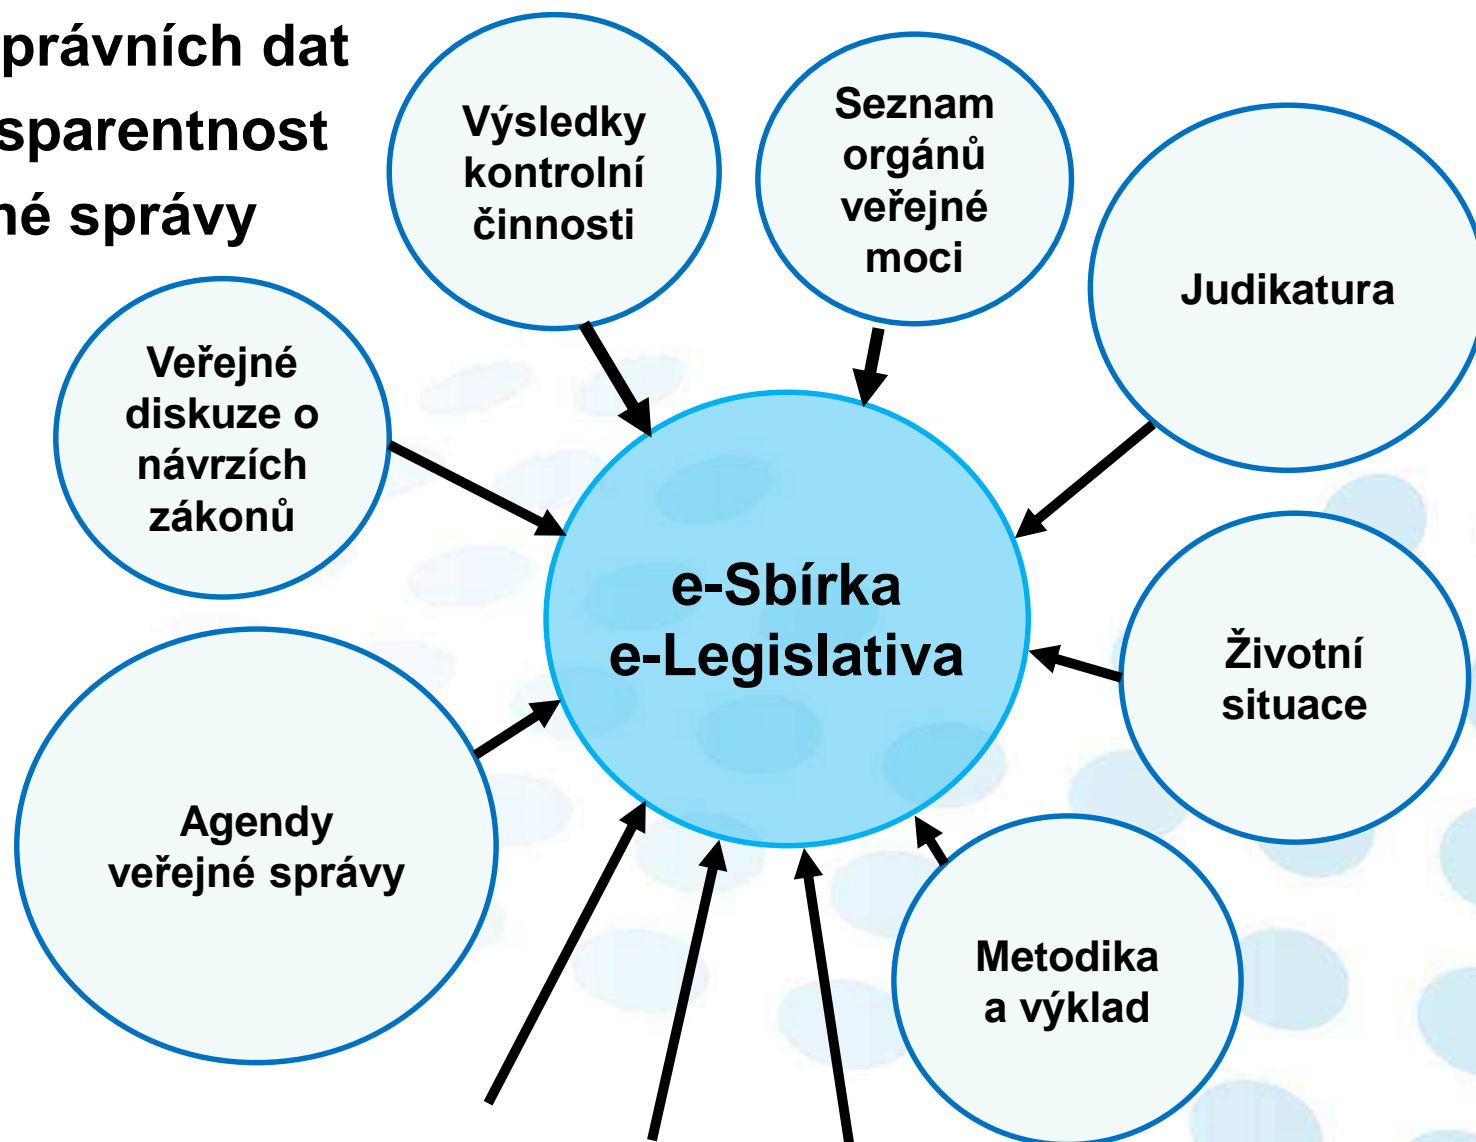 právních dat
sparentnost
né správy
Výsledky
kontrolní
činnosti
Seznam
orgánů
veřejné
moci
Judikatura
Veřejné
diskuze o
návrzích
zákonů
e-Sbírka
e-Legislativa
Životní
situace
Agendy
veřejné správy
Metodika
a výklad